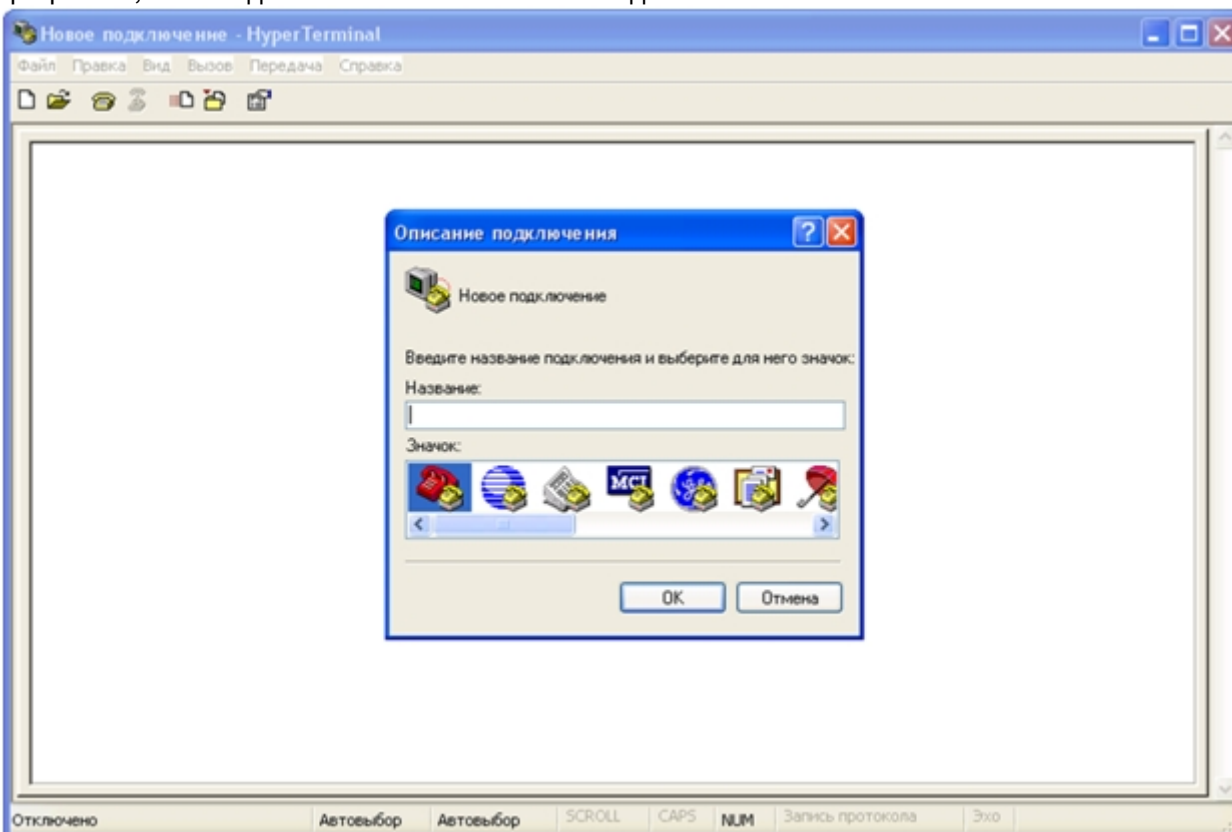 Новое подключение - HyperTerminal
Файл Правка Вид Вызов Передача Справка
Описание подключения
Новое подключение
Введите название подключения и выберите для него значок:
Название:
Значок:
MCI
OK Отмена
Отключено Автовыбор Автовыбор SCROLL CAPS NUM Запись протокола Эхо